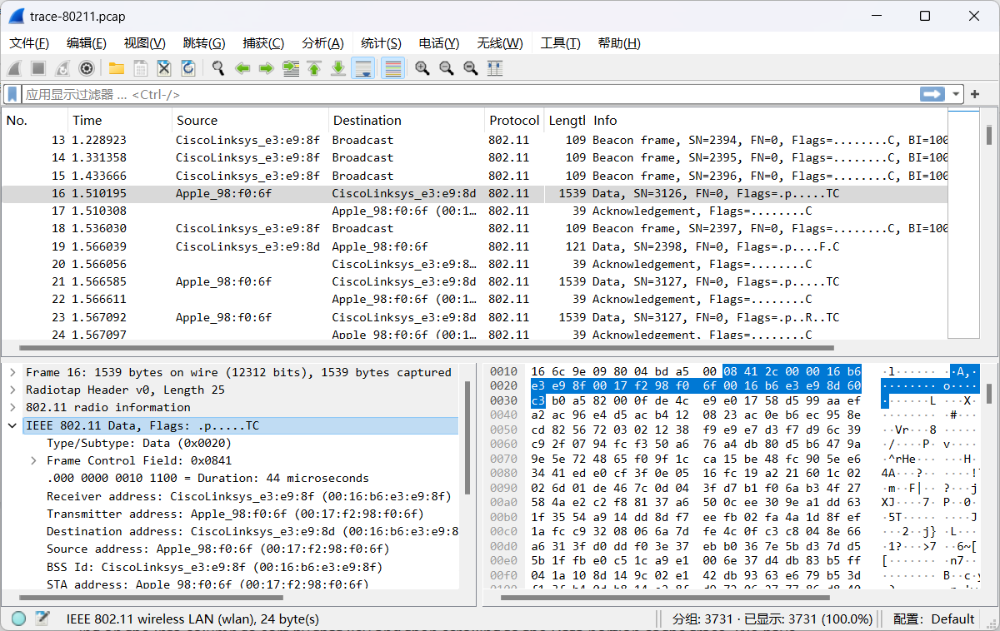 trace-80211.pcap
文件(F) 编辑(E) 视图(V) 跳转(G) 捕获(C) 分析(A) 统计(S) 电话(Y) 无线(W) 工具(T) 帮助(H)
应用显示过滤器 … <Ctrl-/>
No. Time Source Destination Protocol Lengtl Info
13 1.228923 CiscoLinksys_e3:e9:8f Broadcast 802.11 109 Beacon frame, SN=2394, FN=0, Flags=........C, BI=100
14 1.331358 CiscoLinksys_e3:e9:8f Broadcast 802.11 109 Beacon frame, SN=2395, FN=0, Flags=........C, BI=100
15 1.433666 CiscoLinksys_e3:e9:8f Broadcast 802.11 109 Beacon frame, SN=2396, FN=0, Flags=........C, BI=100
16 1.510195 Apple_98:f0:6f CiscoLinksys_e3:e9:8d 802.11 1539 Data, SN=3126, FN=0, Flags=.p.....TC
17 1.510308 Apple_98:f0:6f (00:1… 802.11 39 Acknowledgement, Flags=........C
18 1.536030 CiscoLinksys_e3:e9:8f Broadcast 802.11 109 Beacon frame, SN=2397, FN=0, Flags=........C, BI=100
19 1.566039 CiscoLinksys_e3:e9:8d Apple_98:f0:6f 802.11 121 Data, SN=2398, FN=0, Flags=.p....F.C
20 1.566056 CiscoLinksys_e3:e9:8… 802.11 39 Acknowledgement, Flags=........C
21 1.566585 Apple_98:f0:6f CiscoLinksys_e3:e9:8d 802.11 1539 Data, SN=3127, FN=0, Flags=.p.....TC
22 1.566611 Apple_98:f0:6f (00:1… 802.11 39 Acknowledgement, Flags=........C
23 1.567092 Apple_98:f0:6f CiscoLinksys_e3:e9:8d 802.11 1539 Data, SN=3127, FN=0, Flags=.p..R..TC
24 1.567097 Apple_98:f0:6f (00:1… 802.11 39 Acknowledgement, Flags=........C
Frame 16: 1539 bytes on wire (12312 bits), 1539 bytes captured
Radiotap Header v0, Length 25
802.11 radio information
IEEE 802.11 Data, Flags: .p.....TC
Type/Subtype: Data (0x0020)
Frame Control Field: 0x0841
.000 0000 0010 1100 = Duration: 44 microseconds
Receiver address: CiscoLinksys_e3:e9:8f (00:16:b6:e3:e9:8f)
Transmitter address: Apple_98:f0:6f (00:17:f2:98:f0:6f)
Destination address: CiscoLinksys_e3:e9:8d (00:16:b6:e3:e9:8
Source address: Apple_98:f0:6f (00:17:f2:98:f0:6f)
BSS Id: CiscoLinksys_e3:e9:8f (00:16:b6:e3:e9:8f)
STA address: Apple_98:f0:6f (00:17:f2:98:f0:6f)
0010 16 6c 9e 09 80 04 bd a5 00 08 41 2c 00 00 16 b6 ·l······ ··A,··
0020 e3 e9 8f 00 17 f2 98 f0 6f 00 16 b6 e3 e9 8d 60 ········ o······
0030 c3 b0 a5 82 00 0f de 4c e9 e0 17 58 d5 99 aa ef ·······L ···X···
0040 a2 ac 96 e4 d5 ac b4 12 08 23 ac 0e b6 ec 95 8e ········ ·#·····
0050 cd 82 56 72 03 02 12 38 f9 e9 e7 d3 f7 d9 6c 39 ··Vr···8 ······
0060 c9 2f 07 94 fc f3 50 a6 76 a4 db 80 d5 b6 47 9a ·/····P· v·····
0070 9e 5e 72 48 65 f0 9f 1c ca 15 be 48 fc 90 5e e6 ·^rHe··· ···H··
0080 34 41 ed e0 cf 3f 0e 05 16 fc 19 a2 21 60 1c 02 4A···?·· ····!`
0090 02 6d 01 de 46 7c 0d 04 3f d7 b1 f0 6a b3 4f 27 ·m··F|·· ?···j
00a0 58 4a e2 c2 f8 81 37 a6 50 0c ee 30 9e a1 dd 63 XJ····7· P··0··
00b0 1f 35 54 a9 14 dd 8d f7 ee fb 02 fa 4a 1d 8f ef ·5T····· ····J·
00c0 1a fc c9 32 08 06 6a 7d fe 4c 0f c3 c8 04 8e 66 ···2··j} ·L····
00d0 a6 31 3f d0 dd f0 3e 37 eb b0 36 7e 5b d3 7d d5 ·1?···>7 ··6~[
00e0 5b 1f fb e0 c5 1c a9 e1 00 6e 37 d4 db 83 b5 ff [······· ·n7···
00f0 04 1a 10 8d 14 9c 02 e1 42 db 93 63 e6 79 b5 3d ········ B··c·y
IEEE 802.11 wireless LAN (wlan), 24 byte(s) 分组: 3731 · 已显示: 3731 (100.0%) 配置: Default